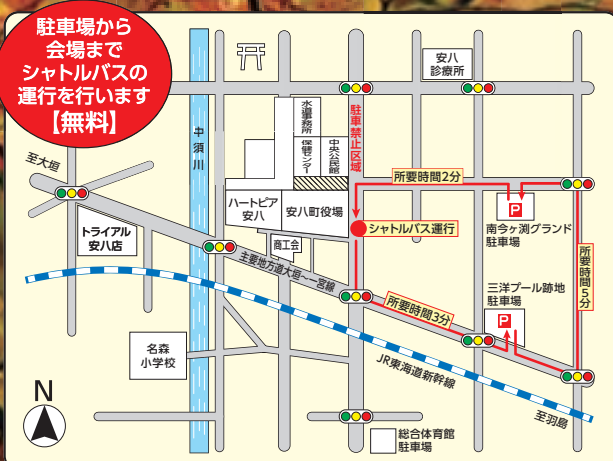 駐車場から
会場まで
シャトルバスの
運行を行います
【無料】
安八
診療所
水道事務所
保健センター
中央公民館
駐車禁止区域
中須川
至大垣
所要時間2分
ハートピア
安八
安八町役場
P
南今ヶ渕グランド
駐車場
トライアル
安八店
シャトルバス運行
商工会
主要地方道大垣一宮線
所要時間5分
三洋プール跡地
駐車場
所要時間3分
P
名森
小学校
JR東海道新幹線
至羽島
N
総合体育館
駐車場